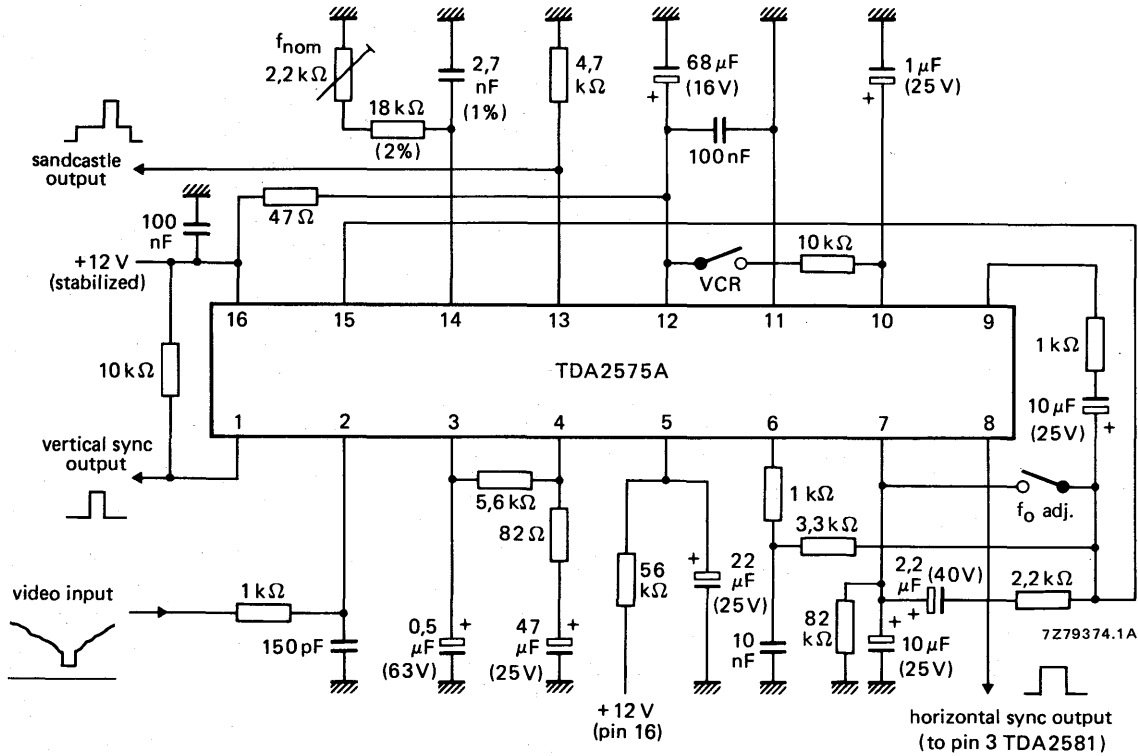 fnom
2,2 kΩ
18 kΩ
(2%)
2,7
nF
(1%)
4,7
kΩ
68 µF
(16V)
+
100 nF
1 µF
(25 V)
+
sandcastle
output
100
nF
47 Ω
+12 V
(stabilized)
VCR
10 kΩ
16
15
14
13
12
11
10
9
10 kΩ
TDA2575A
1 kΩ
10 µF
(25V)
+
1
2
3
4
5
6
7
8
vertical sync
output
5,6 kΩ
82 Ω
1 kΩ
3,3 kΩ
fo adj.
video input
1 kΩ
150 pF
0,5
µF
(63V)
+
47
µF
(25V)
+
56
kΩ
+
22
µF
(25V)
10
nF
82
kΩ
2,2
µF
(40V)
+
2,2 kΩ
+
10 µF
(25V)
7Z79374.1A
+12 V
(pin 16)
horizontal sync output
(to pin 3 TDA2581)